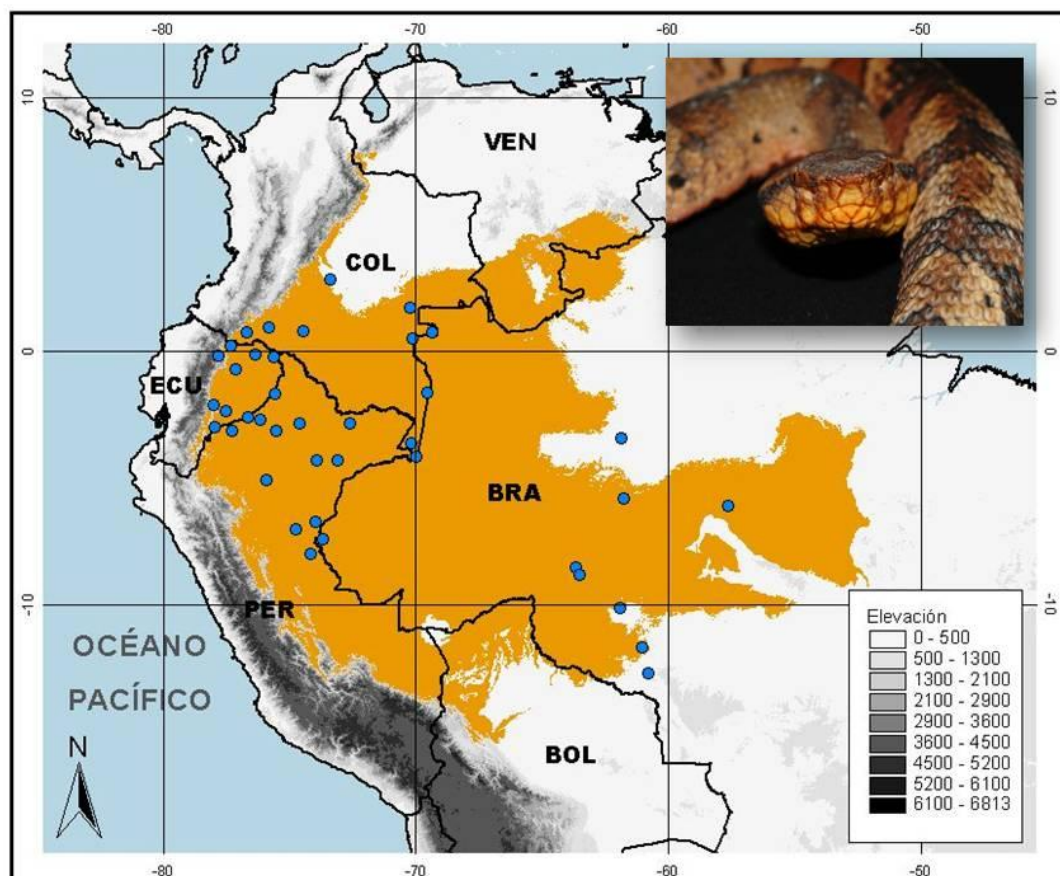 -80 -70 -60 -50
10 10
VEN
COL
0 0
ECU
BRA
-10 -10
PER
OCÉANO
PACÍFICO
BOL
N
Elevación
0 - 500
500 - 1300
1300 - 2100
2100 - 2900
2900 - 3600
3600 - 4500
4500 - 5200
5200 - 6100
6100 - 6813
-80 -70 -60 -50